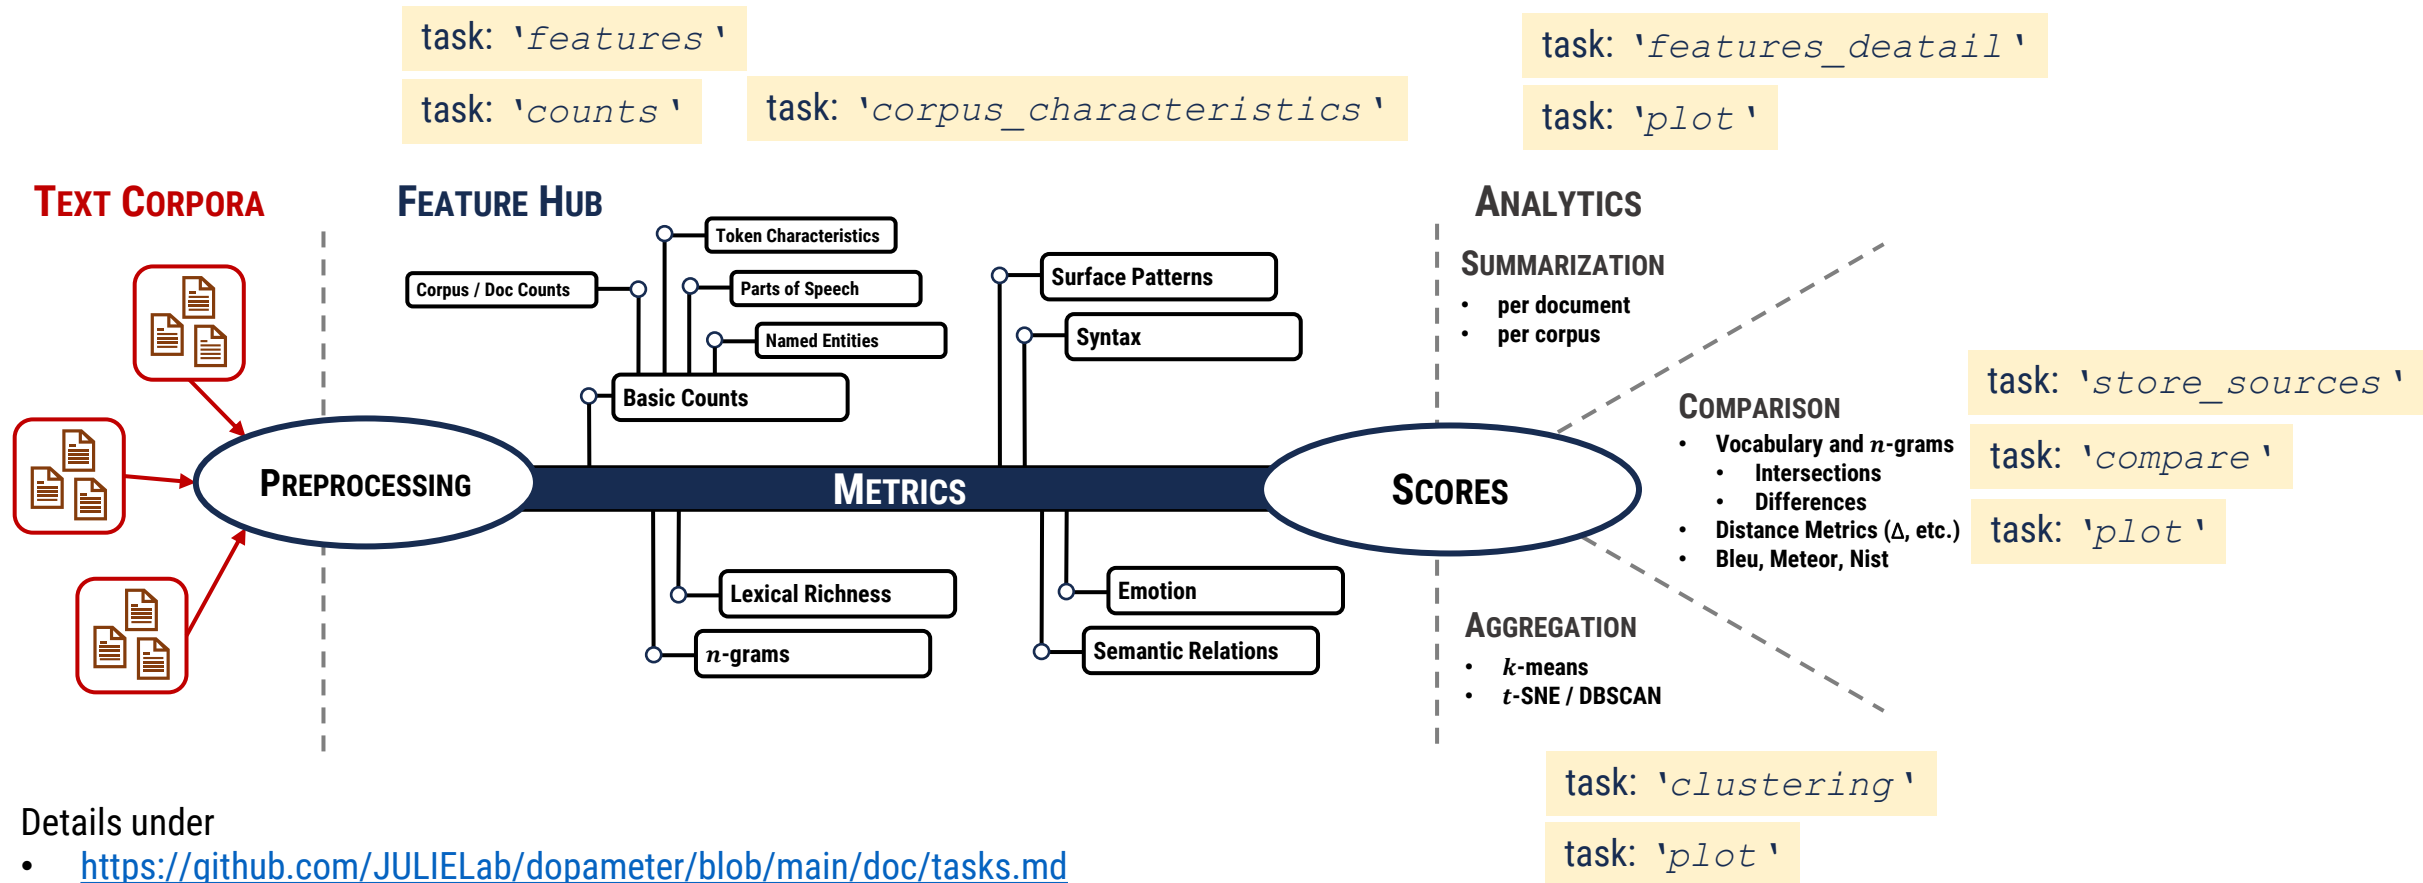 task: 'features'
task: 'counts'
task: 'corpus_characteristics'
task: 'features_deatail'
task: 'plot'
TEXT CORPORA
FEATURE HUB
ANALYTICS
Token Characteristics
Corpus / Doc Counts
Parts of Speech
Named Entities
Basic Counts
Surface Patterns
Syntax
PREPROCESSING
METRICS
SCORES
Lexical Richness
n-grams
Emotion
Semantic Relations
SUMMARIZATION
• per document
• per corpus
COMPARISON
• Vocabulary and n-grams
• Intersections
• Differences
• Distance Metrics (Δ, etc.)
• Bleu, Meteor, Nist
task: 'store_sources'
task: 'compare'
task: 'plot'
AGGREGATION
• k-means
• t-SNE / DBSCAN
task: 'clustering'
task: 'plot'
Details under
• https://github.com/JULIELab/dopameter/blob/main/doc/tasks.md